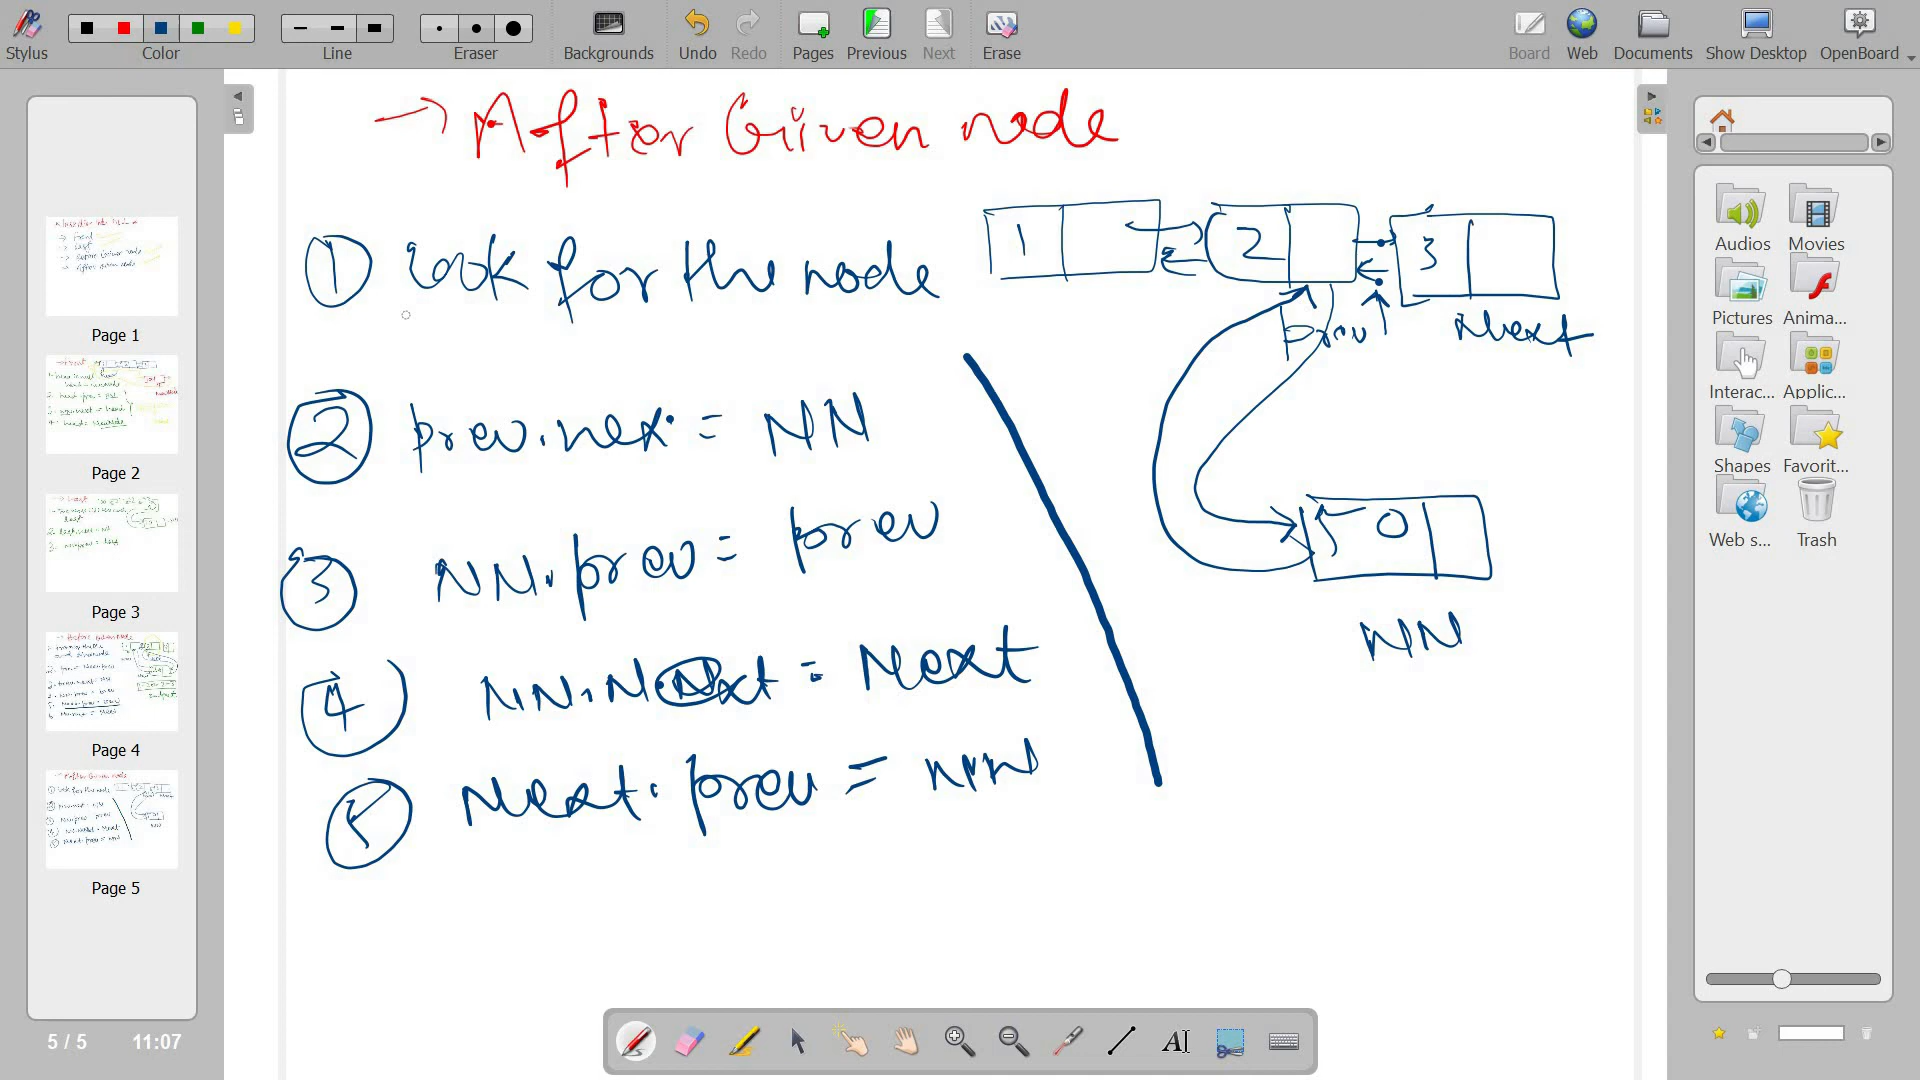 Stylus
Color
Line
Eraser
Backgrounds
Undo
Redo
Pages
Previous
Next
Erase
Board
Web
Documents
Show Desktop
OpenBoard
→ After Given node
① look for the node
② prev.nex. = NN
③ NN.prev = prev
④ NN.Next = Next
⑤ Next.prev = NN
1
2
3
prev
Next
50
NN
Page 1
Page 2
Page 3
Page 4
Page 5
5 / 5
11:07
Audios
Movies
Pictures
Anima...
Interac...
Applic...
Shapes
Favorit...
Web s...
Trash